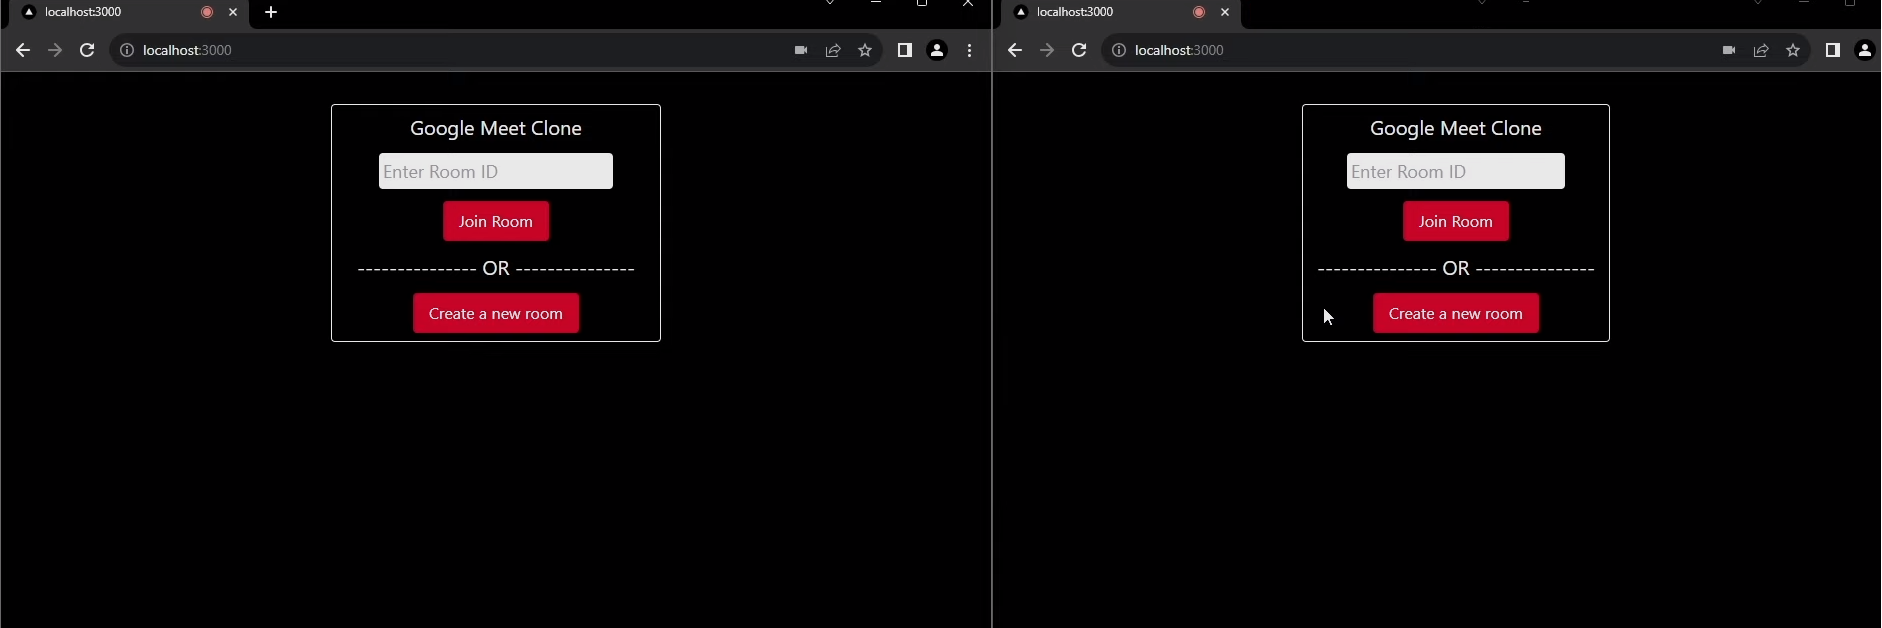 localhost:3000
localhost:3000
Google Meet Clone
Enter Room ID
Join Room
--------------- OR ---------------
Create a new room
localhost:3000
localhost:3000
Google Meet Clone
Enter Room ID
Join Room
--------------- OR ---------------
Create a new room